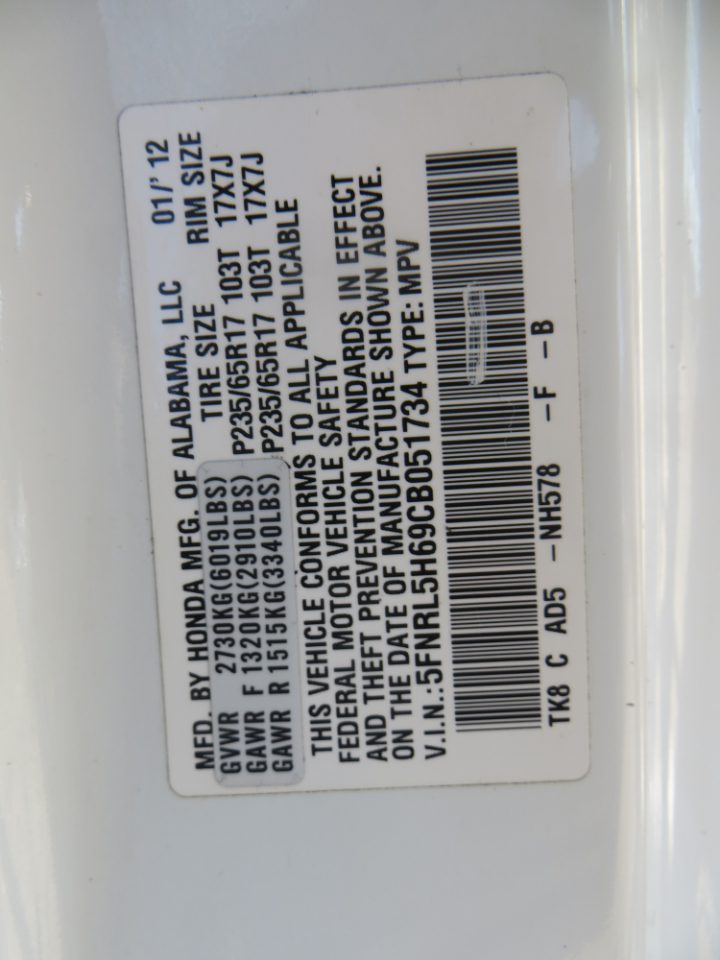 MFD. BY HONDA MFG. OF ALABAMA, LLC 01/'12
GVWR 2730KG(6019LBS) TIRE SIZE RIM SIZE
GAWR F 1320KG(2910LBS) P235/65R17 103T 17X7J
GAWR R 1515KG(3340LBS) P235/65R17 103T 17X7J
THIS VEHICLE CONFORMS TO ALL APPLICABLE
FEDERAL MOTOR VEHICLE SAFETY
AND THEFT PREVENTION STANDARDS IN EFFECT
ON THE DATE OF MANUFACTURE SHOWN ABOVE.
V.I.N.:5FNRL5H69CB051734 TYPE: MPV
TK8 C AD5 -NH578 -F -B